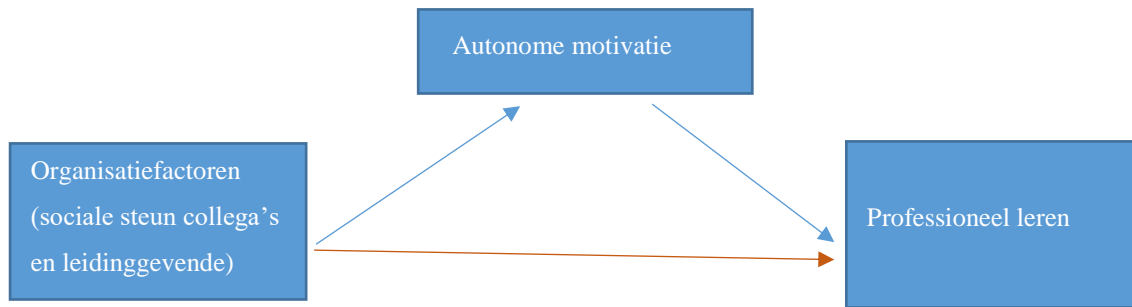 Autonome motivatie
Organisatiefactoren
(sociale steun collega's
en leidinggevende)
Professioneel leren